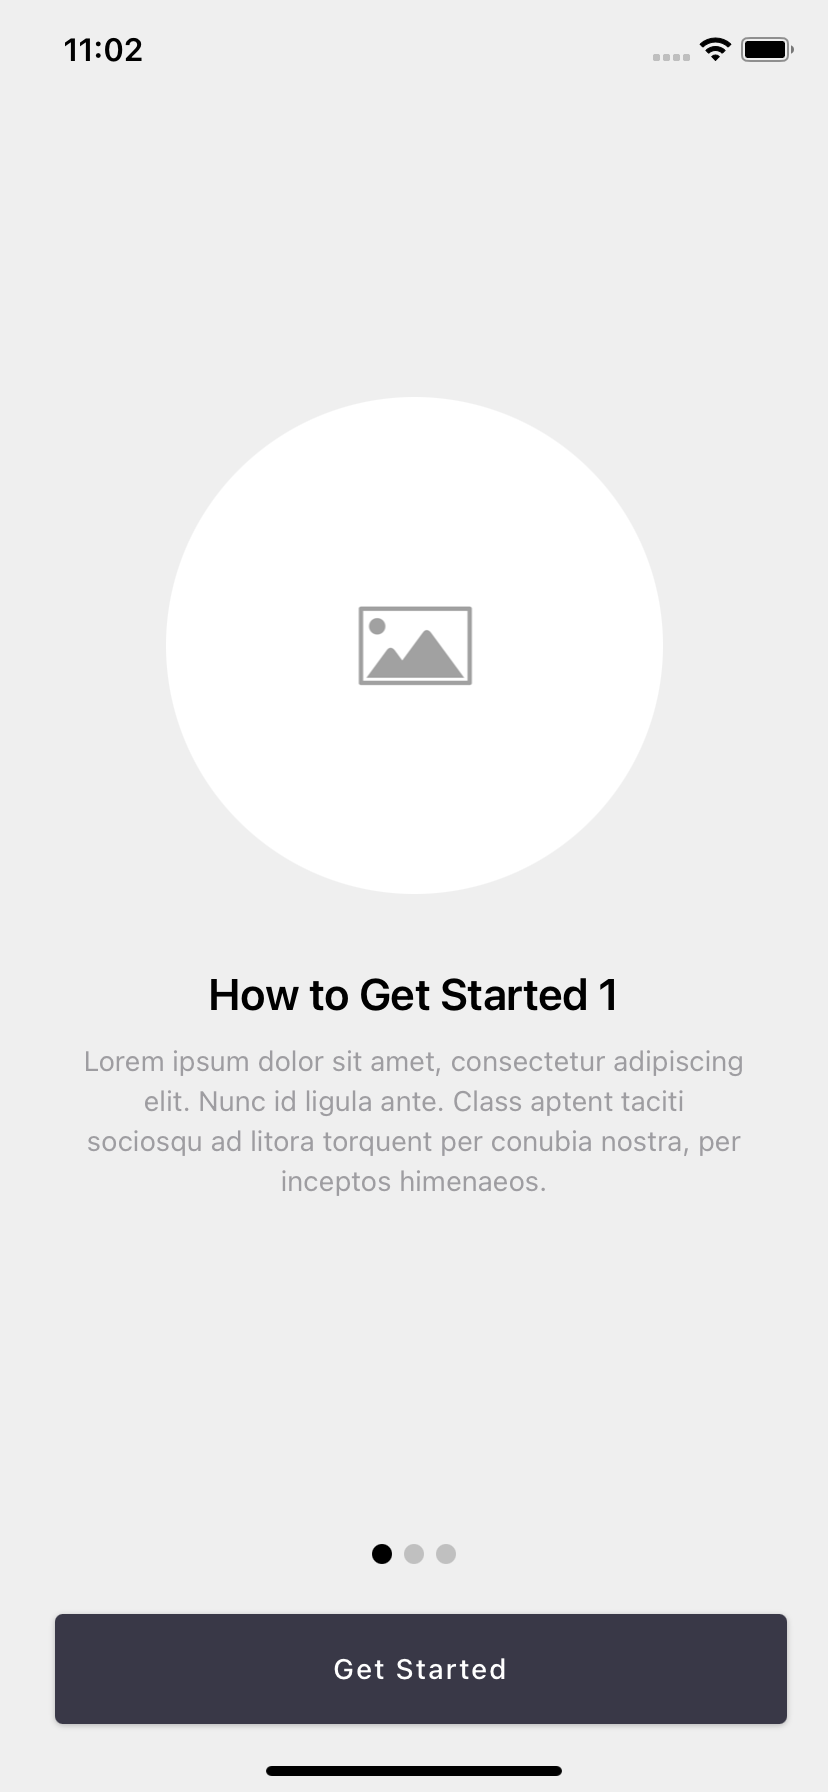 11:02
How to Get Started 1
Lorem ipsum dolor sit amet, consectetur adipiscing
elit. Nunc id ligula ante. Class aptent taciti
sociosqu ad litora torquent per conubia nostra, per
inceptos himenaeos.
Get Started